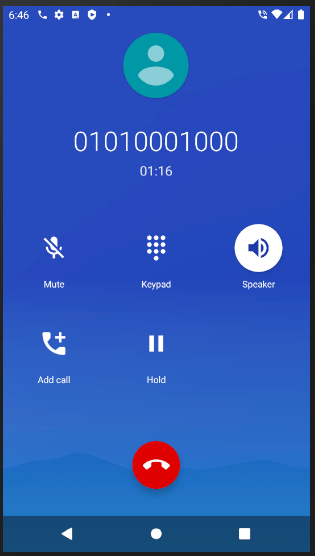 6:46
01010001000
01:16
Mute
Keypad
Speaker
Add call
Hold